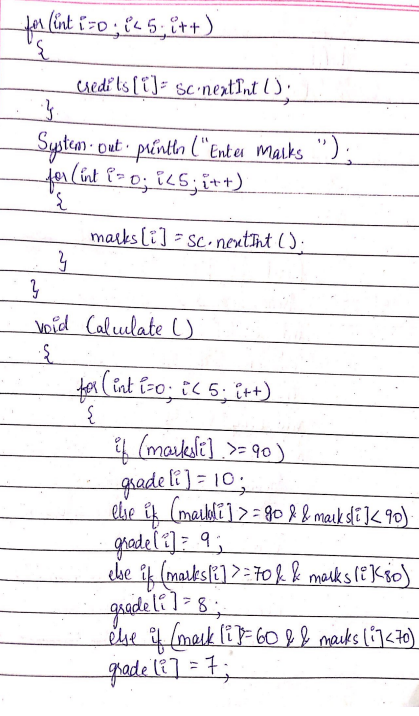 for(int i=0; i<5; i++)
{
credits[i]= sc.nextInt();
}
System.out.println("Enter Marks ");
for(int i=0; i<5; i++)
{
marks[i] = sc.nextInt();
}
}
void Calculate()
{
for(int i=0; i<5; i++)
{
if (marks[i] >=90)
grade[i] = 10;
else if (marks[i]>=80 && marks[i]<90)
grade[i] = 9;
else if (marks[i]>=70 && marks[i]<80)
grade[i] = 8;
else if (mark[i]>=60 && marks[i]<70)
grade[i] = 7;